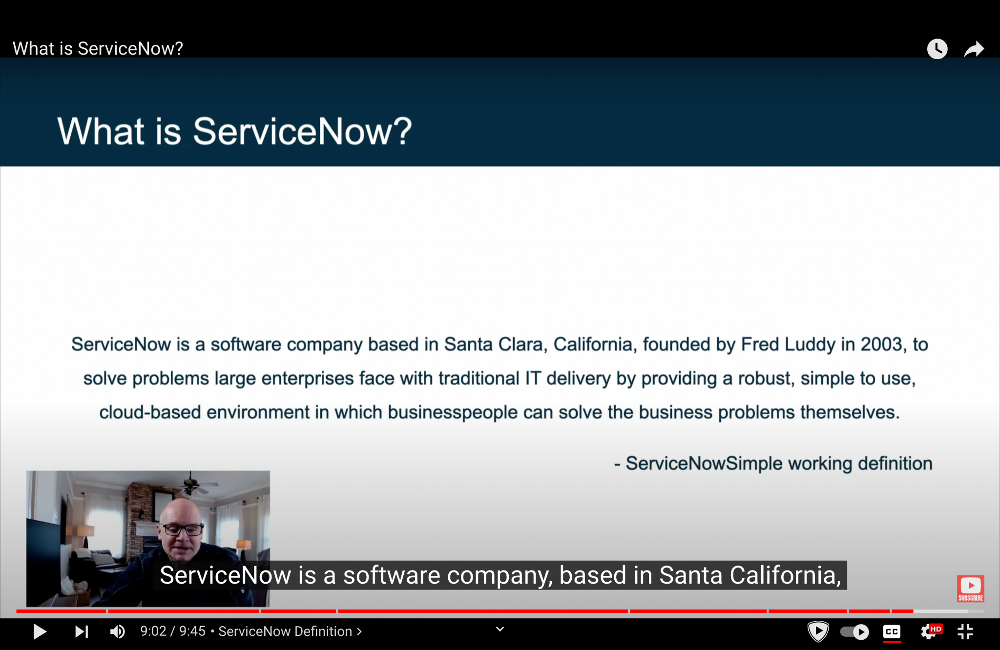 What is ServiceNow?
What is ServiceNow?
ServiceNow is a software company based in Santa Clara, California, founded by Fred Luddy in 2003, to
solve problems large enterprises face with traditional IT delivery by providing a robust, simple to use,
cloud-based environment in which businesspeople can solve the business problems themselves.
- ServiceNowSimple working definition
ServiceNow is a software company, based in Santa California,
SUBSCRIBE
9:02 / 9:45 • ServiceNow Definition >
CC
HD